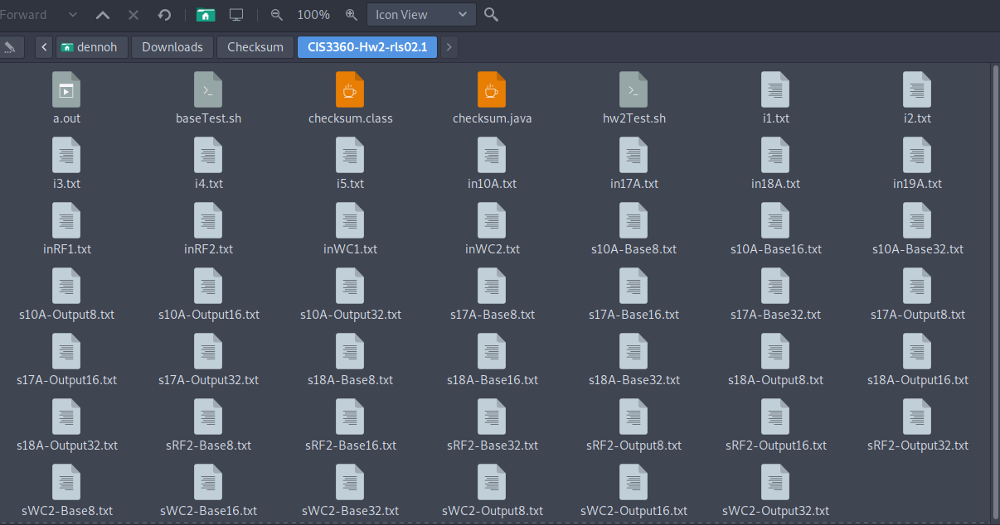 Forward 100% Icon View
dennoh Downloads Checksum CIS3360-Hw2-rls02.1
a.out baseTest.sh checksum.class checksum.java hw2Test.sh i1.txt i2.txt
i3.txt i4.txt i5.txt in10A.txt in17A.txt in18A.txt in19A.txt
inRF1.txt inRF2.txt inWC1.txt inWC2.txt s10A-Base8.txt s10A-Base16.txt s10A-Base32.txt
s10A-Output8.txt s10A-Output16.txt s10A-Output32.txt s17A-Base8.txt s17A-Base16.txt s17A-Base32.txt s17A-Output8.txt
s17A-Output16.txt s17A-Output32.txt s18A-Base8.txt s18A-Base16.txt s18A-Base32.txt s18A-Output8.txt s18A-Output16.txt
s18A-Output32.txt sRF2-Base8.txt sRF2-Base16.txt sRF2-Base32.txt sRF2-Output8.txt sRF2-Output16.txt sRF2-Output32.txt
sWC2-Base8.txt sWC2-Base16.txt sWC2-Base32.txt sWC2-Output8.txt sWC2-Output16.txt sWC2-Output32.txt